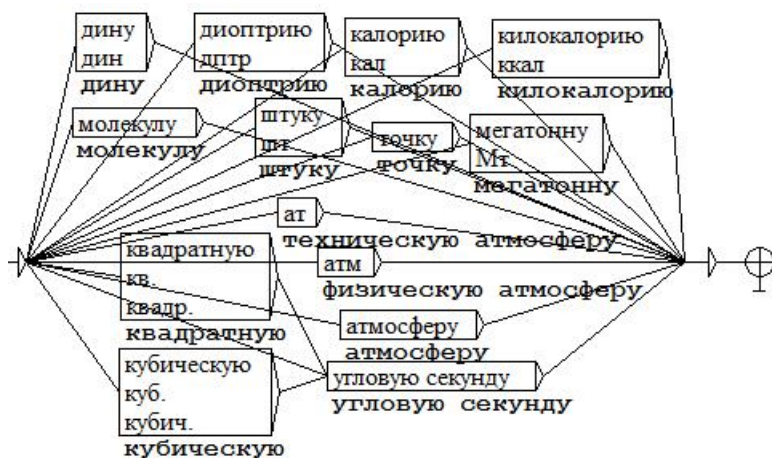 дину
дин
дину
диоптрию
дптр
диоптрию
калорию
кал
калорию
килокалорию
ккал
килокалорию
молекулу
молекулу
штуку
шт
штуку
точку
точку
мегатонну
Мт
мегатонну
ат
техническую атмосферу
квадратную
кв.
квадр.
квадратную
атм
физическую атмосферу
атмосферу
атмосферу
кубическую
куб.
кубич.
кубическую
угловую секунду
угловую секунду